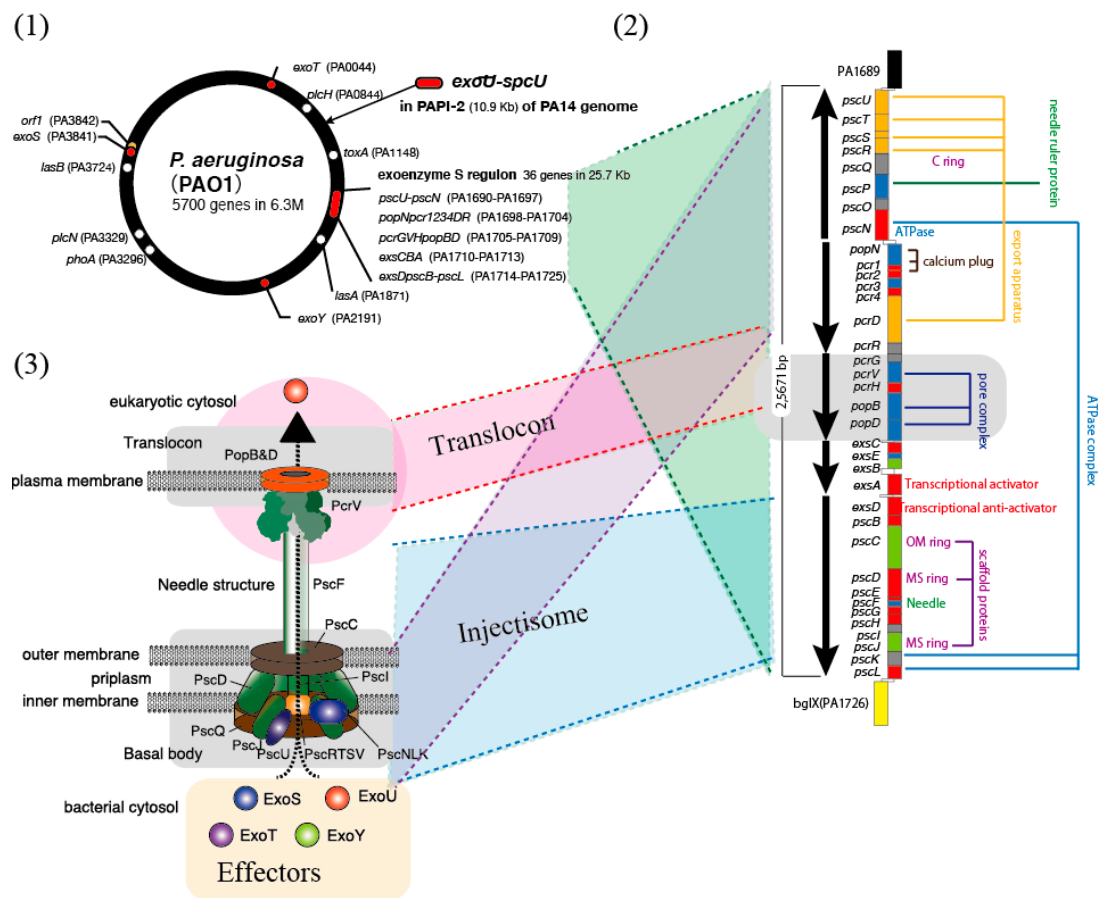 (1)
exoT (PA0044)
plcH (PA0844)
exoU-spcU
in PAPI-2 (10.9 Kb) of PA14 genome
orf1 (PA3842)
exoS (PA3841)
lasB (PA3724)
toxA (PA1148)
P. aeruginosa
(PAO1)
5700 genes in 6.3M
exoenzyme S regulon 36 genes in 25.7 Kb
pscU-pscN (PA1690-PA1697)
popNpcr1234DR (PA1698-PA1704)
pcrGVHpopBD (PA1705-PA1709)
exsCBA (PA1710-PA1713)
exsDpscB-pscL (PA1714-PA1725)
plcN (PA3329)
phoA (PA3296)
lasA (PA1871)
exoY (PA2191)
(2)
PA1689
pscU
pscT
pscS
pscR
pscQ
C ring
pscP
pscO
pscN
ATPase
popN
pcr1
pcr2
calcium plug
pcr3
pcr4
pcrD
pcrR
pcrG
pcrV
pcrH
popB
popD
exsC
exsE
exsB
exsA
Transcriptional activator
exsD
Transcriptional anti-activator
pscB
pscC
OM ring
pscD
MS ring
pscE
pscF
Needle
pscG
pscH
pscI
pscJ
MS ring
pscK
pscL
bglX(PA1726)
2,5671 bp
needle ruler protein
export apparatus
pore complex
ATPase complex
scaffold proteins
(3)
eukaryotic cytosol
Translocon
PopB&D
plasma membrane
PcrV
Needle structure
PscF
PscC
outer membrane
priplasm
PscD
PscI
inner membrane
PscQ
PscJ
PscU
PscRTSV
PscNLK
Basal body
bacterial cytosol
ExoS
ExoU
ExoT
ExoY
Effectors
Translocon
Injectisome